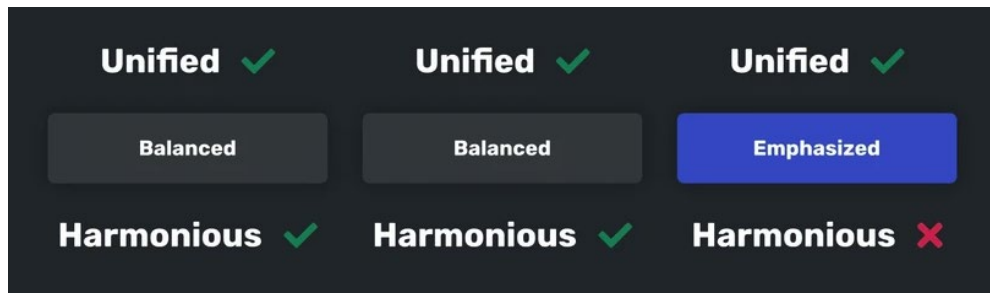 Unified Unified Unified
Balanced Balanced Emphasized
Harmonious Harmonious Harmonious